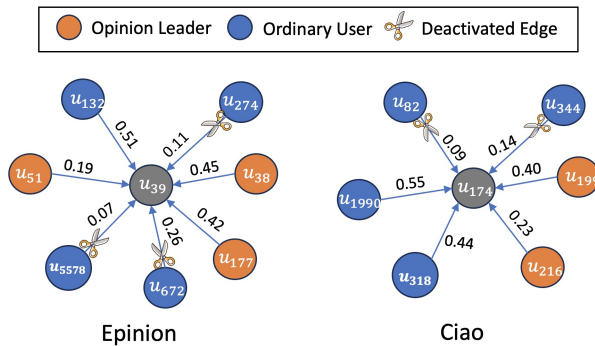 Opinion Leader Ordinary User Deactivated Edge
u132 u274 u82 u344
0.51 0.11 0.09 0.14
u51 0.19 u39 0.45 u38 u1990 0.55 u174 0.40 u199
0.07 0.26 0.42 0.44 0.23
u5578 u672 u177 u318 u216
Epinion Ciao